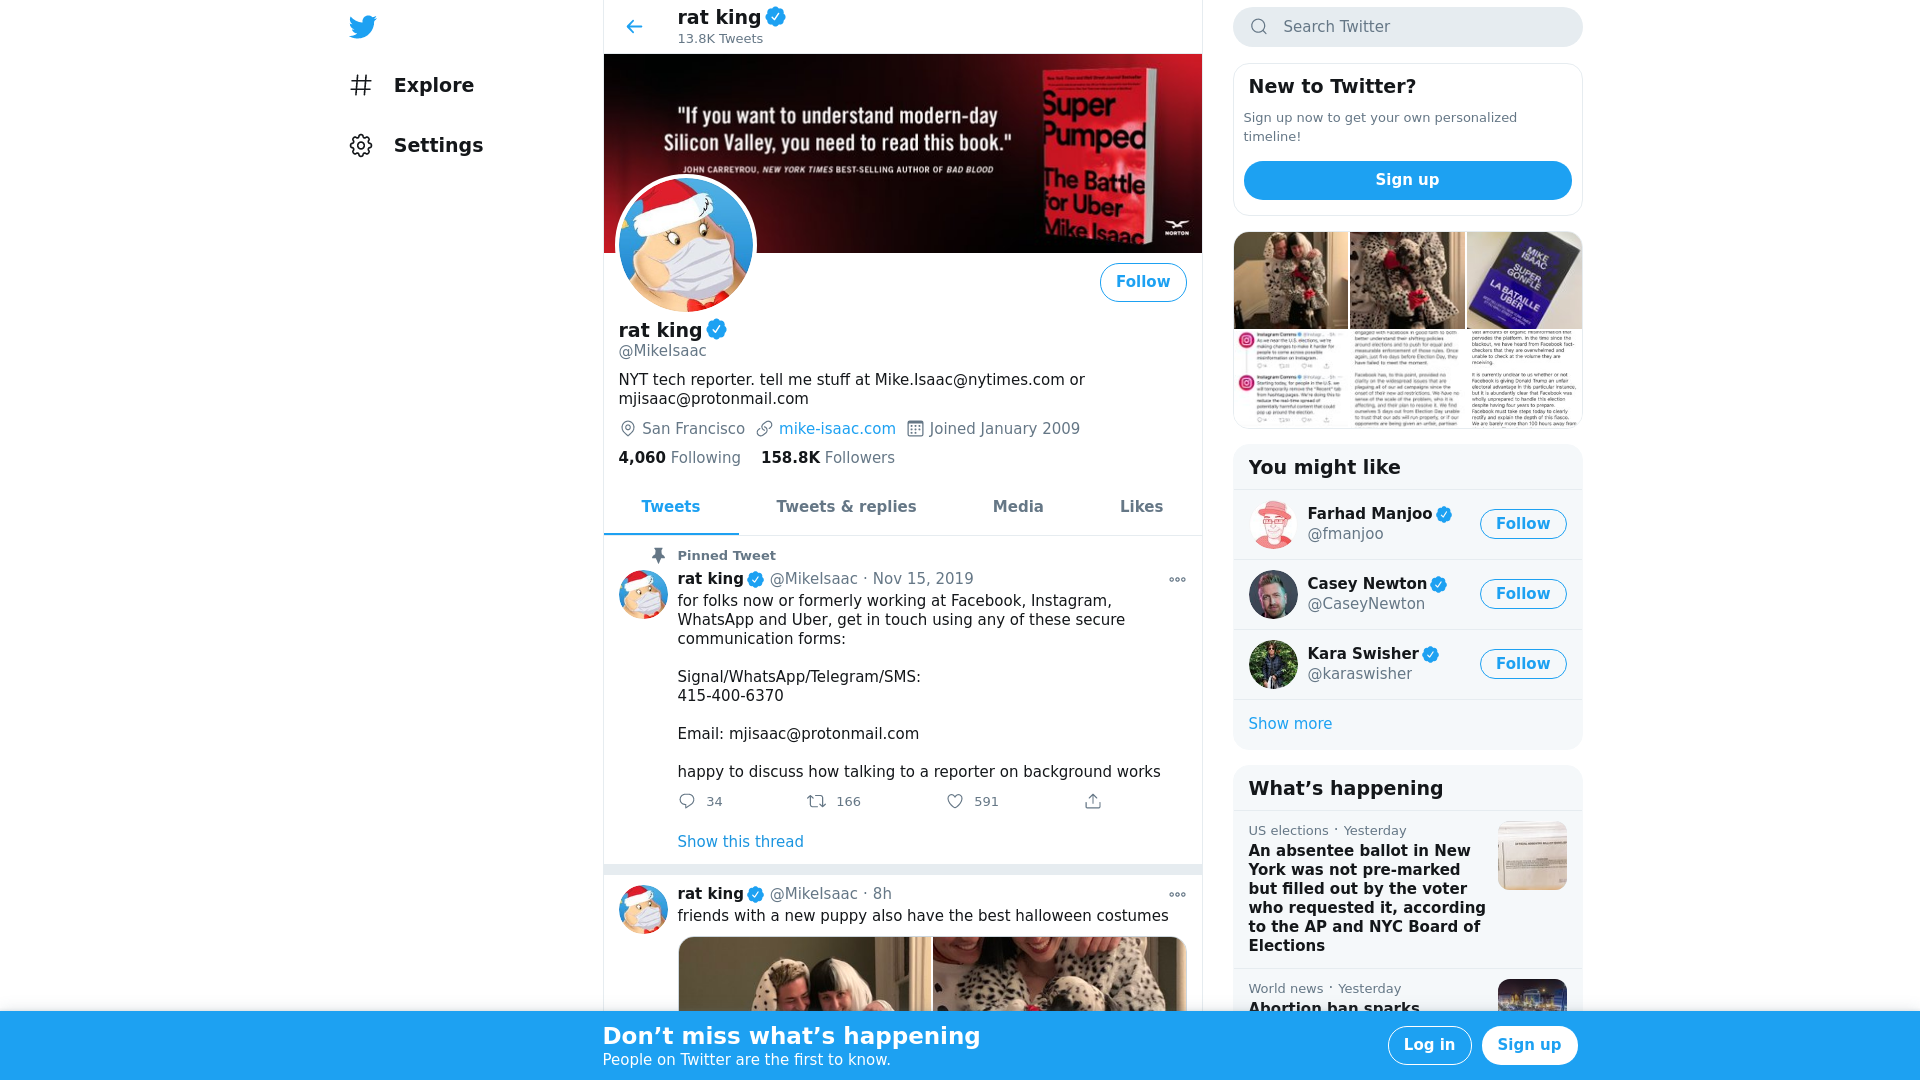 Explore
Settings
rat king
13.8K Tweets
"If you want to understand modern-day
Silicon Valley, you need to read this book."
JOHN CARREYROU, NEW YORK TIMES BEST-SELLING AUTHOR OF BAD BLOOD
Super
Pumped
The Battle
for Uber
Mike Isaac
NORTON
Follow
rat king
@MikeIsaac
NYT tech reporter. tell me stuff at Mike.Isaac@nytimes.com or
mjisaac@protonmail.com
San Francisco mike-isaac.com Joined January 2009
4,060 Following 158.8K Followers
Tweets Tweets & replies Media Likes
Pinned Tweet
rat king @MikeIsaac · Nov 15, 2019
for folks now or formerly working at Facebook, Instagram,
WhatsApp and Uber, get in touch using any of these secure
communication forms:
Signal/WhatsApp/Telegram/SMS:
415-400-6370
Email: mjisaac@protonmail.com
happy to discuss how talking to a reporter on background works
34 166 591
Show this thread
rat king @MikeIsaac · 8h
friends with a new puppy also have the best halloween costumes
Search Twitter
New to Twitter?
Sign up now to get your own personalized
timeline!
Sign up
MIKE
ISAAC
SUPER
GONFLÉ
LA BATAILLE
UBER
You might like
Farhad Manjoo
@fmanjoo
Follow
Casey Newton
@CaseyNewton
Follow
Kara Swisher
@karaswisher
Follow
Show more
What’s happening
US elections · Yesterday
An absentee ballot in New
York was not pre-marked
but filled out by the voter
who requested it, according
to the AP and NYC Board of
Elections
World news · Yesterday
Abortion ban sparks
Don’t miss what’s happening
People on Twitter are the first to know.
Log in
Sign up